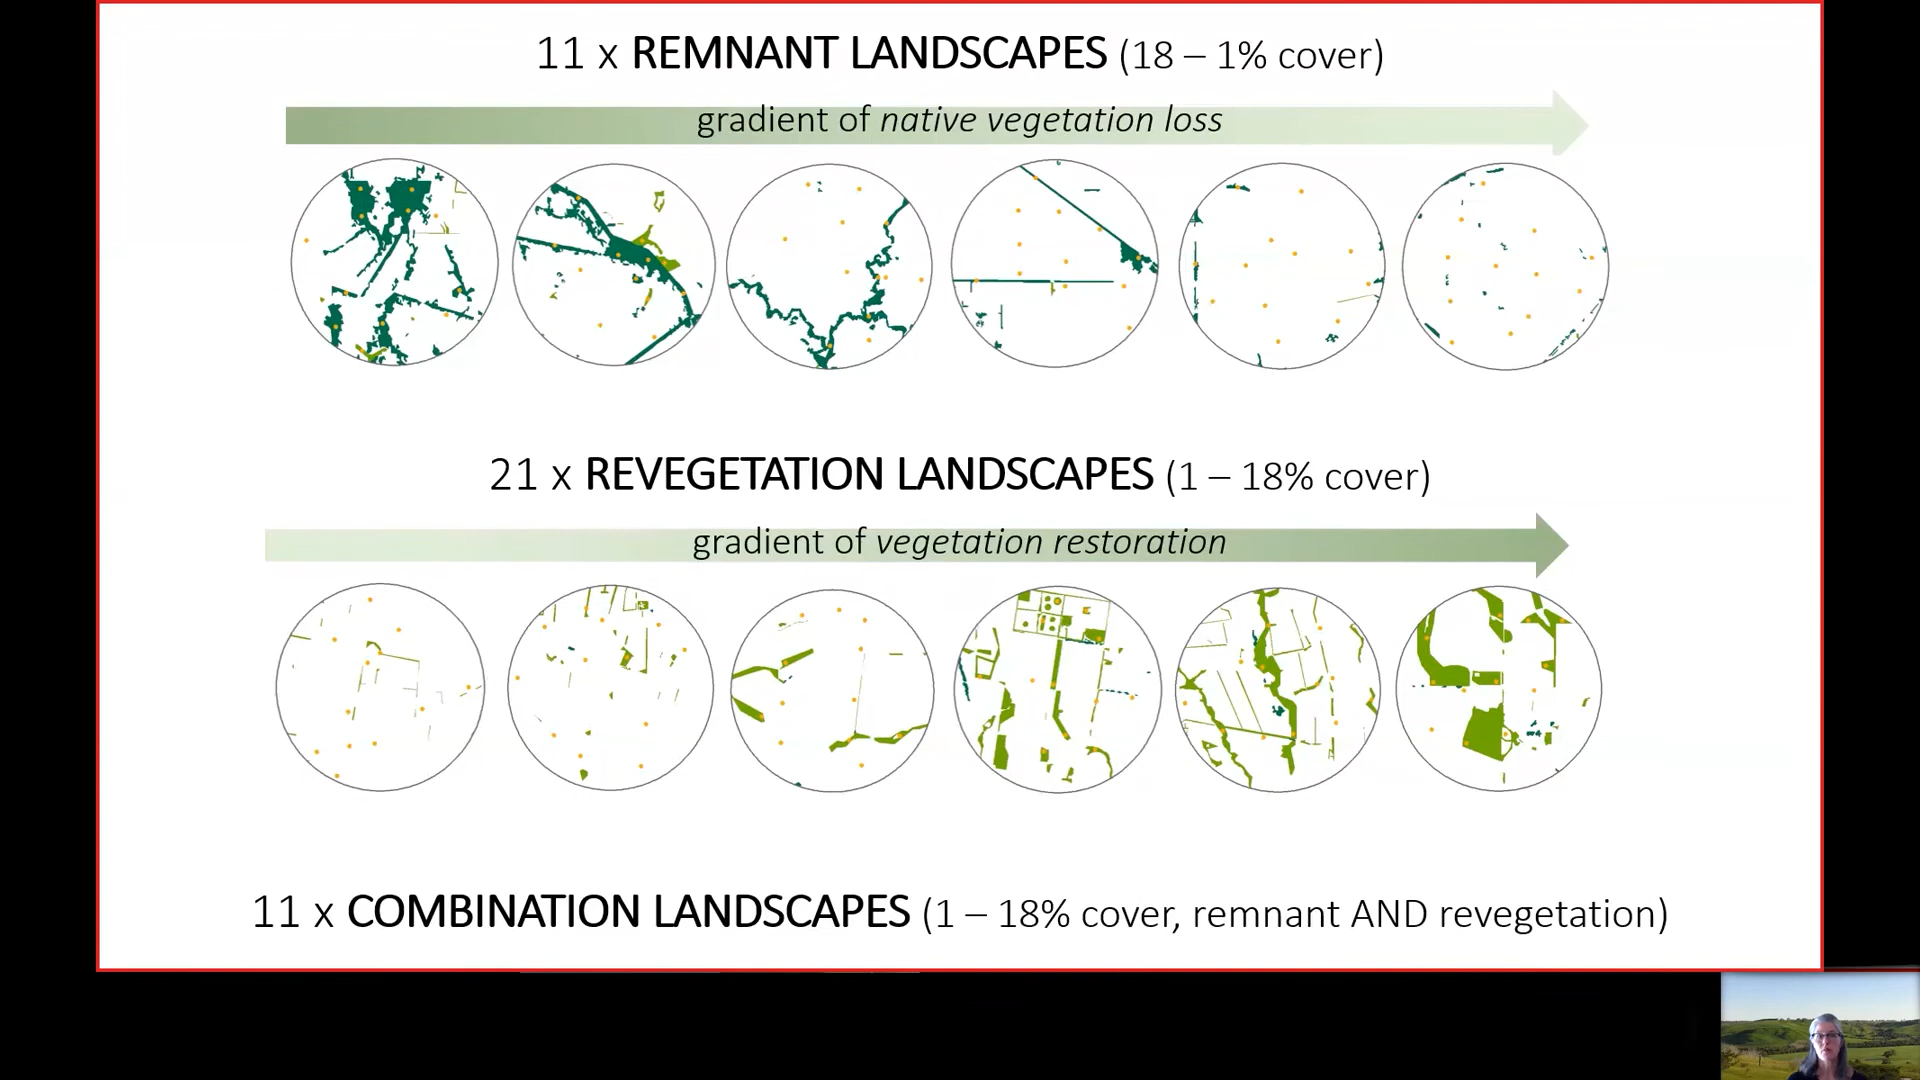 11 x REMNANT LANDSCAPES (18 – 1% cover)
gradient of native vegetation loss
21 x REVEGETATION LANDSCAPES (1 – 18% cover)
gradient of vegetation restoration
11 x COMBINATION LANDSCAPES (1 – 18% cover, remnant AND revegetation)